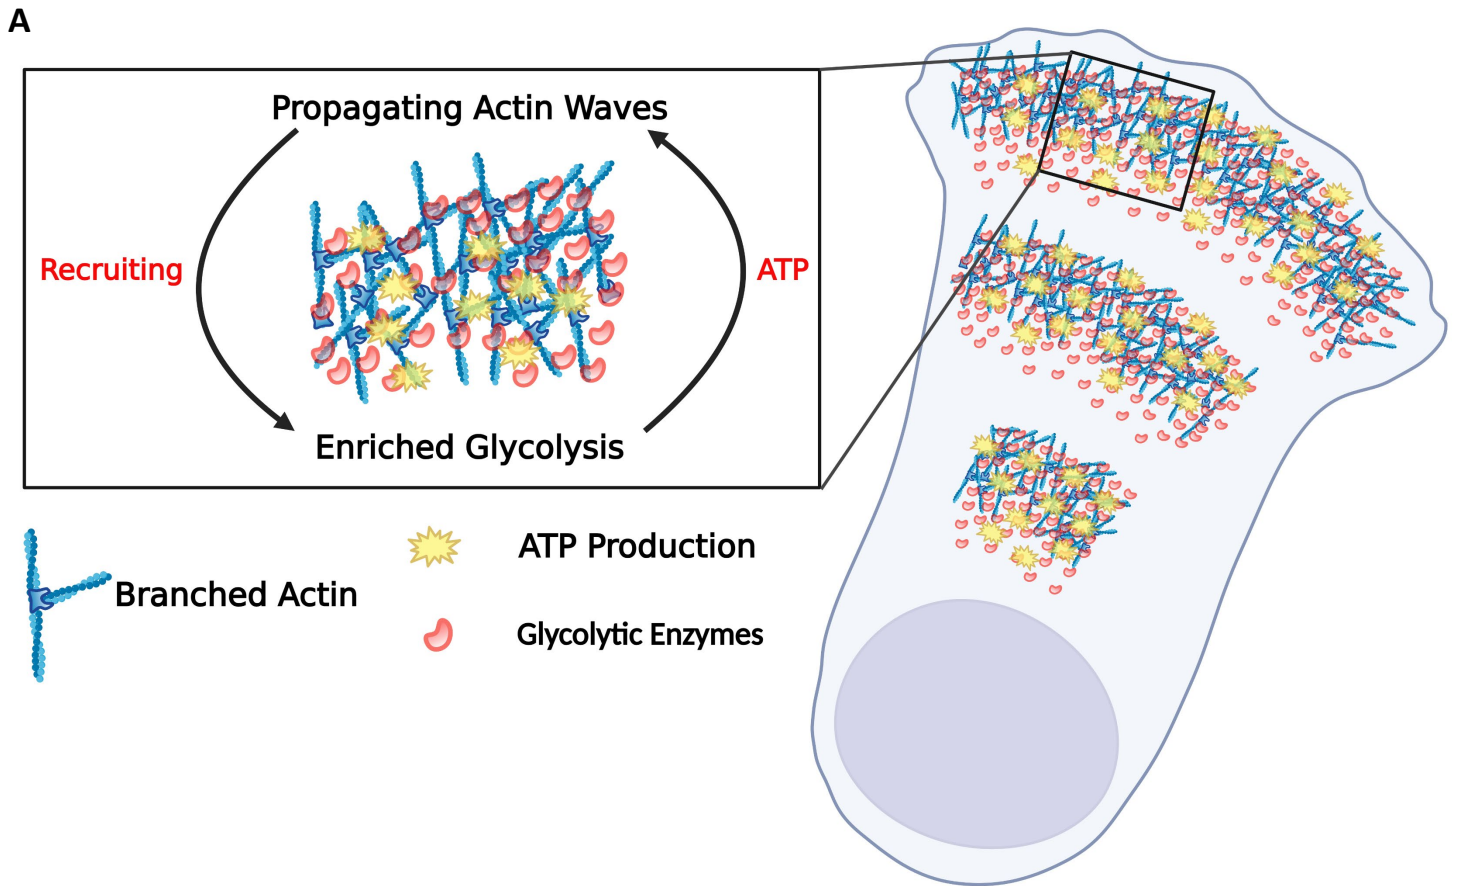 A
Propagating Actin Waves
Recruiting
ATP
Enriched Glycolysis
Branched Actin
ATP Production
Glycolytic Enzymes